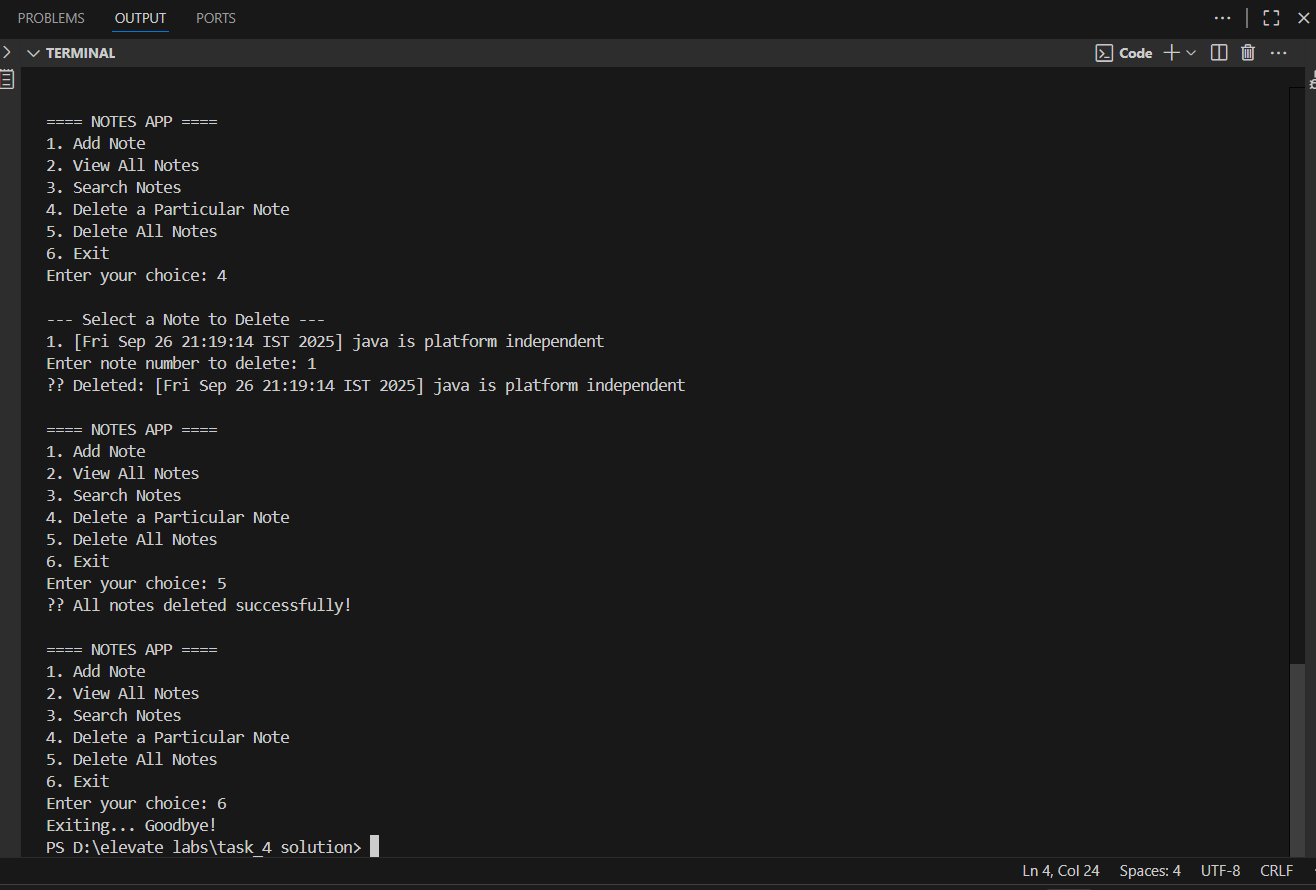 PROBLEMS OUTPUT PORTS
TERMINAL
Code
==== NOTES APP ====
1. Add Note
2. View All Notes
3. Search Notes
4. Delete a Particular Note
5. Delete All Notes
6. Exit
Enter your choice: 4
--- Select a Note to Delete ---
1. [Fri Sep 26 21:19:14 IST 2025] java is platform independent
Enter note number to delete: 1
?? Deleted: [Fri Sep 26 21:19:14 IST 2025] java is platform independent
==== NOTES APP ====
1. Add Note
2. View All Notes
3. Search Notes
4. Delete a Particular Note
5. Delete All Notes
6. Exit
Enter your choice: 5
?? All notes deleted successfully!
==== NOTES APP ====
1. Add Note
2. View All Notes
3. Search Notes
4. Delete a Particular Note
5. Delete All Notes
6. Exit
Enter your choice: 6
Exiting... Goodbye!
PS D:\elevate labs\task_4 solution>
Ln 4, Col 24 Spaces: 4 UTF-8 CRLF